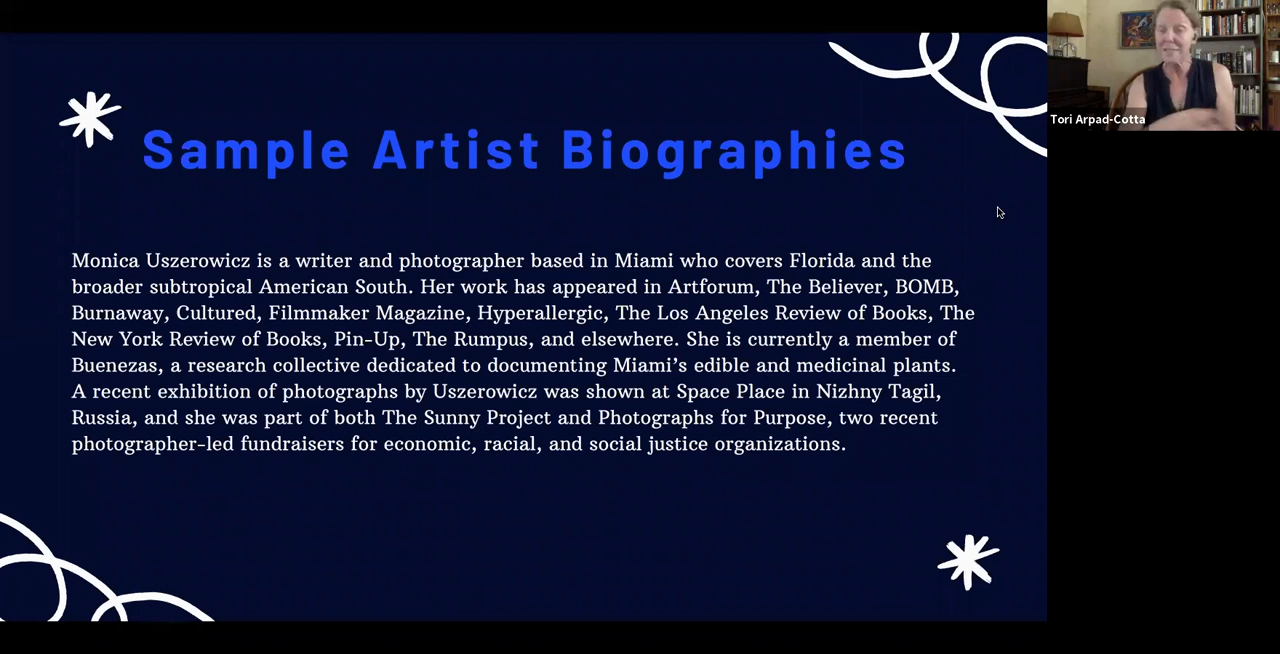 Sample Artist Biographies
Monica Uszerowicz is a writer and photographer based in Miami who covers Florida and the
broader subtropical American South. Her work has appeared in Artforum, The Believer, BOMB,
Burnaway, Cultured, Filmmaker Magazine, Hyperallergic, The Los Angeles Review of Books, The
New York Review of Books, Pin-Up, The Rumpus, and elsewhere. She is currently a member of
Buenezas, a research collective dedicated to documenting Miami’s edible and medicinal plants.
A recent exhibition of photographs by Uszerowicz was shown at Space Place in Nizhny Tagil,
Russia, and she was part of both The Sunny Project and Photographs for Purpose, two recent
photographer-led fundraisers for economic, racial, and social justice organizations.
Tori Arpad-Cotta